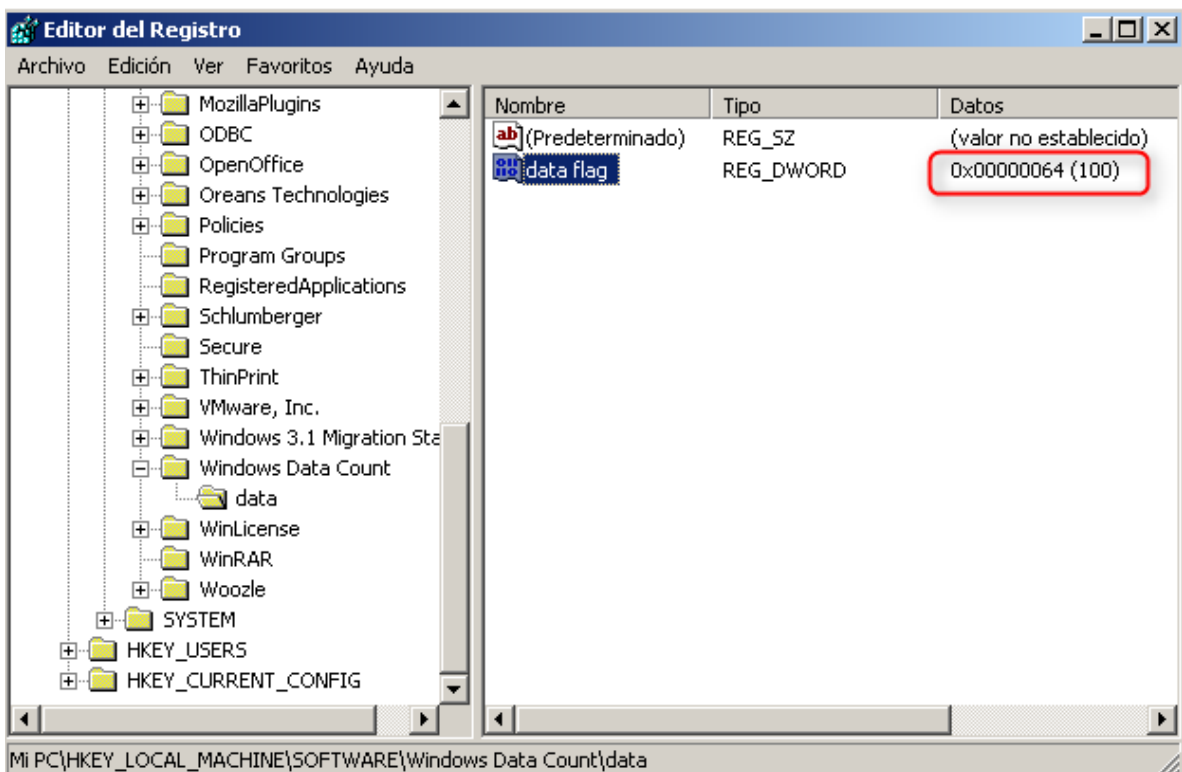 Editor del Registro
Archivo Edición Ver Favoritos Ayuda
MozillaPlugins
ODBC
OpenOffice
Oreans Technologies
Policies
Program Groups
RegisteredApplications
Schlumberger
Secure
ThinPrint
VMware, Inc.
Windows 3.1 Migration Sta
Windows Data Count
data
WinLicense
WinRAR
Woozle
SYSTEM
HKEY_USERS
HKEY_CURRENT_CONFIG
Nombre Tipo Datos
(Predeterminado) REG_SZ (valor no establecido)
data flag REG_DWORD 0x00000064 (100)
Mi PC\HKEY_LOCAL_MACHINE\SOFTWARE\Windows Data Count\data